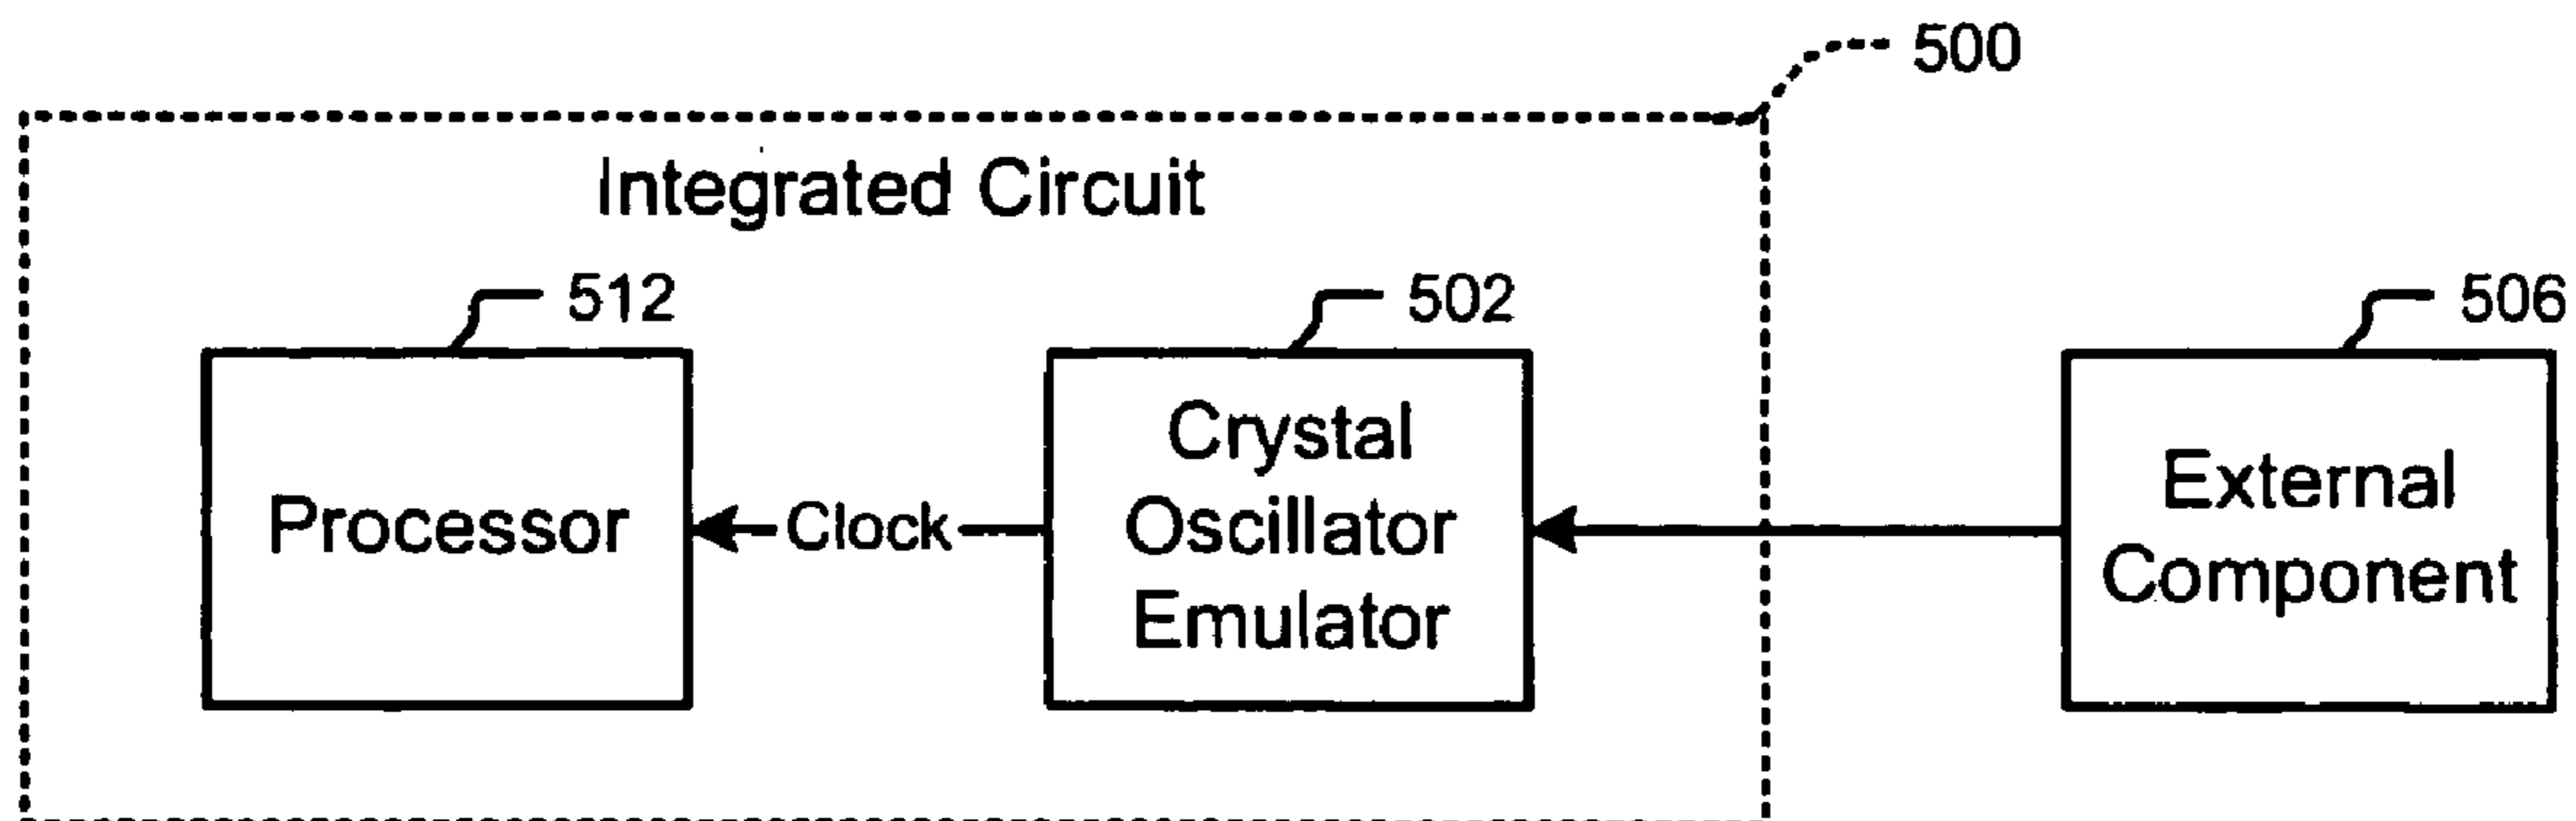 500
Integrated Circuit
512
502
506
Processor
Clock
Crystal
Oscillator
Emulator
External
Component